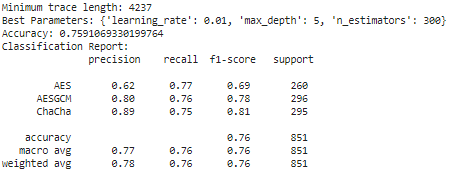 Minimum trace length: 4237
Best Parameters: {'learning_rate': 0.01, 'max_depth': 5, 'n_estimators': 300}
Accuracy: 0.7591069330199764
Classification Report:
precision recall f1-score support
AES 0.62 0.77 0.69 260
AESGCM 0.80 0.76 0.78 296
ChaCha 0.89 0.75 0.81 295
accuracy 0.76 851
macro avg 0.77 0.76 0.76 851
weighted avg 0.78 0.76 0.76 851